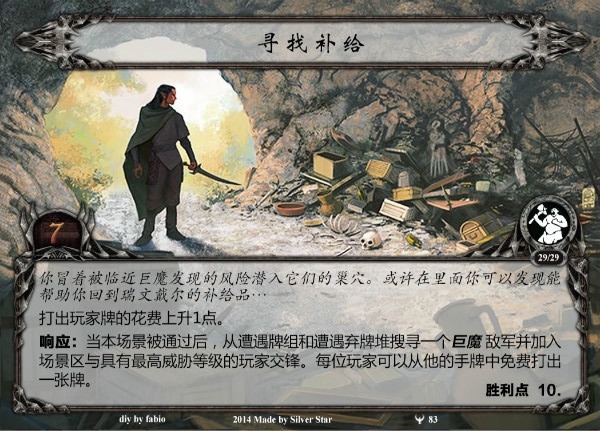 寻找补给
7
29/29
你冒着被临近巨魔发现的风险潜入它们的巢穴。或许在里面你可以发现能
帮助你回到瑞文戴尔的补给品…
打出玩家牌的花费上升1点。
响应：当本场景被通过后，从遭遇牌组和遭遇弃牌堆搜寻一个巨魔 敌军并加入
场景区与具有最高威胁等级的玩家交锋。每位玩家可以从他的手牌中免费打出
一张牌。
胜利点 10.
diy by fabio 2014 Made by Silver Star 83